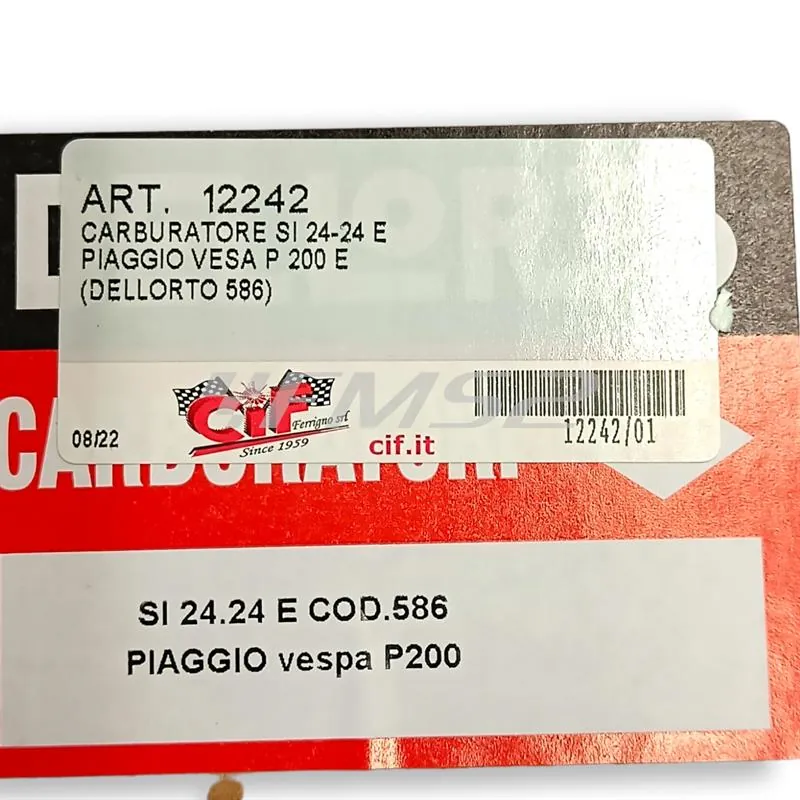 ART. 12242
CARBURATORE SI 24-24 E
PIAGGIO VESA P 200 E
(DELLORTO 586)
08/22
CiF
Ferrigno srl
Since 1959
cif.it
12242/01
CARBURATORI
SI 24.24 E COD.586
PIAGGIO vespa P200